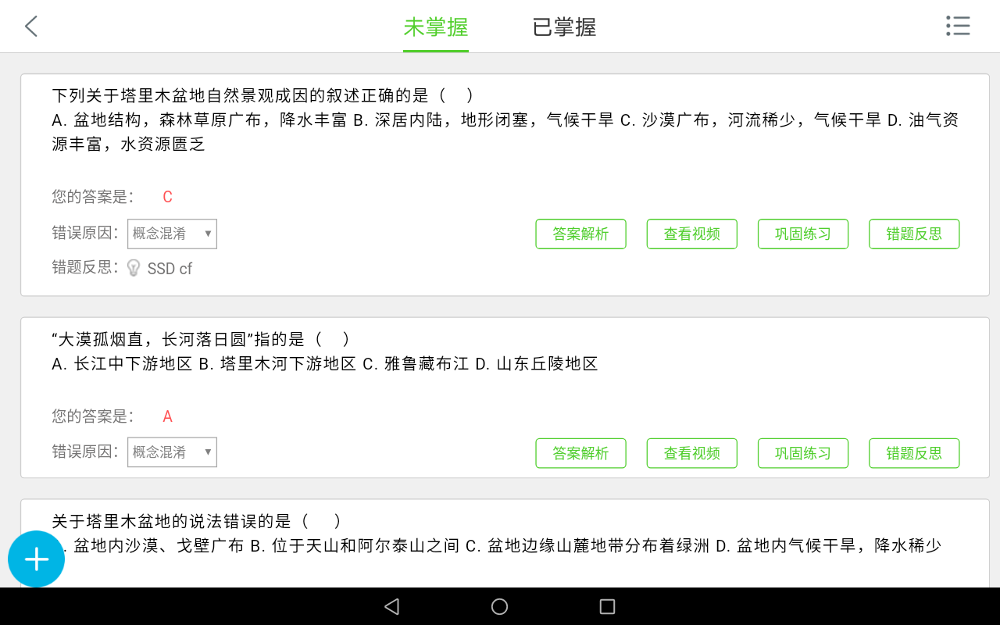 未掌握 已掌握
下列关于塔里木盆地自然景观成因的叙述正确的是（ ）
A. 盆地结构，森林草原广布，降水丰富 B. 深居内陆，地形闭塞，气候干旱 C. 沙漠广布，河流稀少，气候干旱 D. 油气资
源丰富，水资源匮乏
您的答案是： C
错误原因： 概念混淆 ▼ 答案解析 查看视频 巩固练习 错题反思
错题反思： SSD cf
“大漠孤烟直，长河落日圆”指的是（ ）
A. 长江中下游地区 B. 塔里木河下游地区 C. 雅鲁藏布江 D. 山东丘陵地区
您的答案是： A
错误原因： 概念混淆 ▼ 答案解析 查看视频 巩固练习 错题反思
关于塔里木盆地的说法错误的是（ ）
. 盆地内沙漠、戈壁广布 B. 位于天山和阿尔泰山之间 C. 盆地边缘山麓地带分布着绿洲 D. 盆地内气候干旱，降水稀少